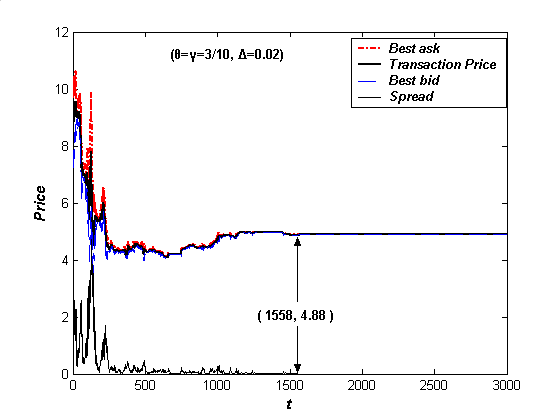 (θ=γ=3/10, Δ=0.02)
Best ask
Transaction Price
Best bid
Spread
12
10
8
6
4
2
0
Price
( 1558, 4.88 )
0
500
1000
1500
2000
2500
3000
t